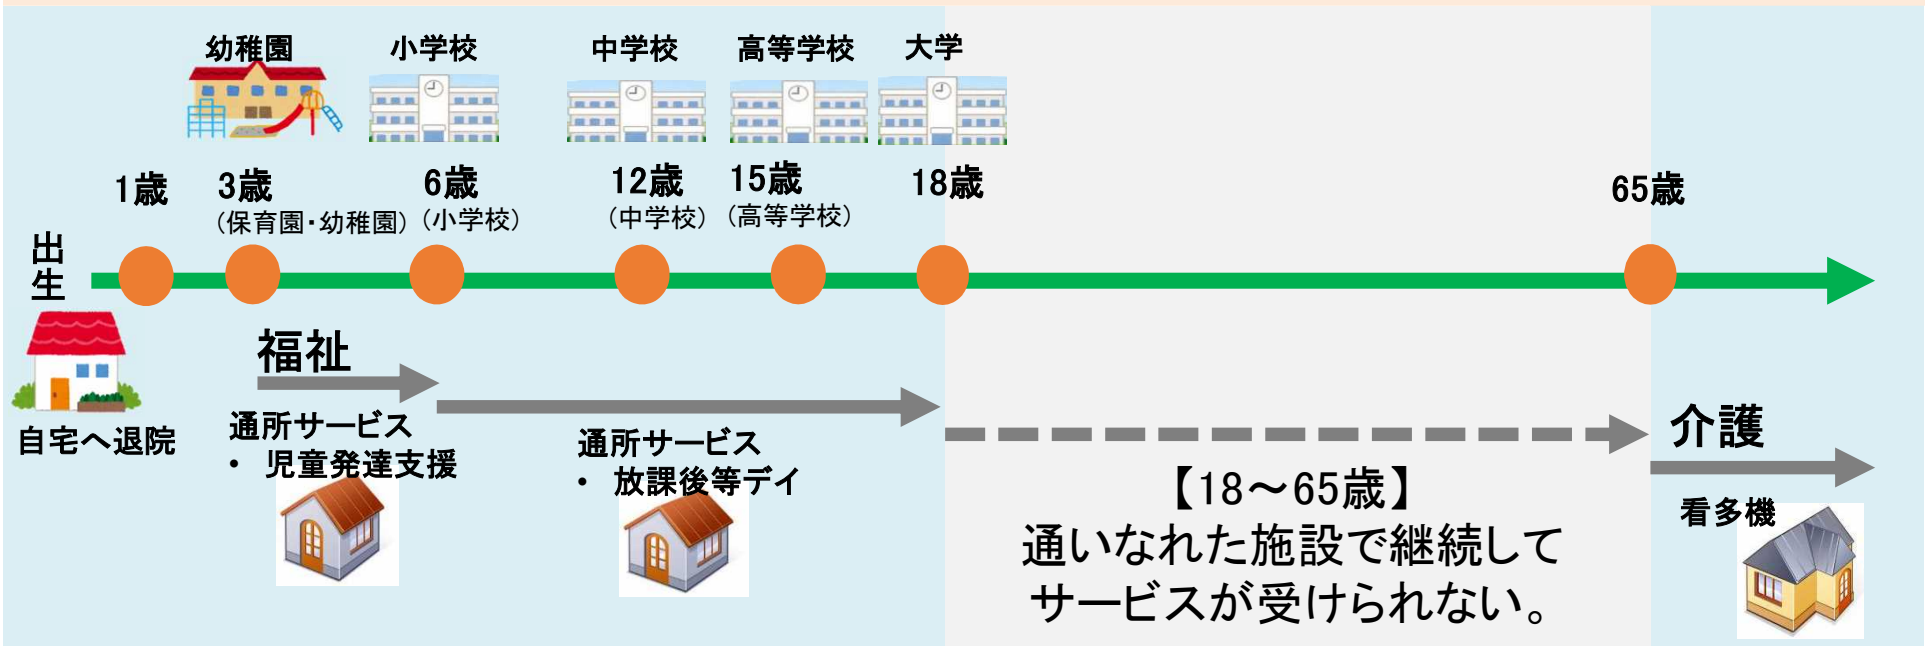 幼稚園
小学校
中学校
高等学校
大学
1歳
3歳
(保育園・幼稚園)
6歳
(小学校)
12歳
(中学校)
15歳
(高等学校)
18歳
65歳
出生
自宅へ退院
福祉
通所サービス
・ 児童発達支援
通所サービス
・ 放課後等デイ
【18～65歳】
通いなれた施設で継続して
サービスが受けられない。
介護
看多機